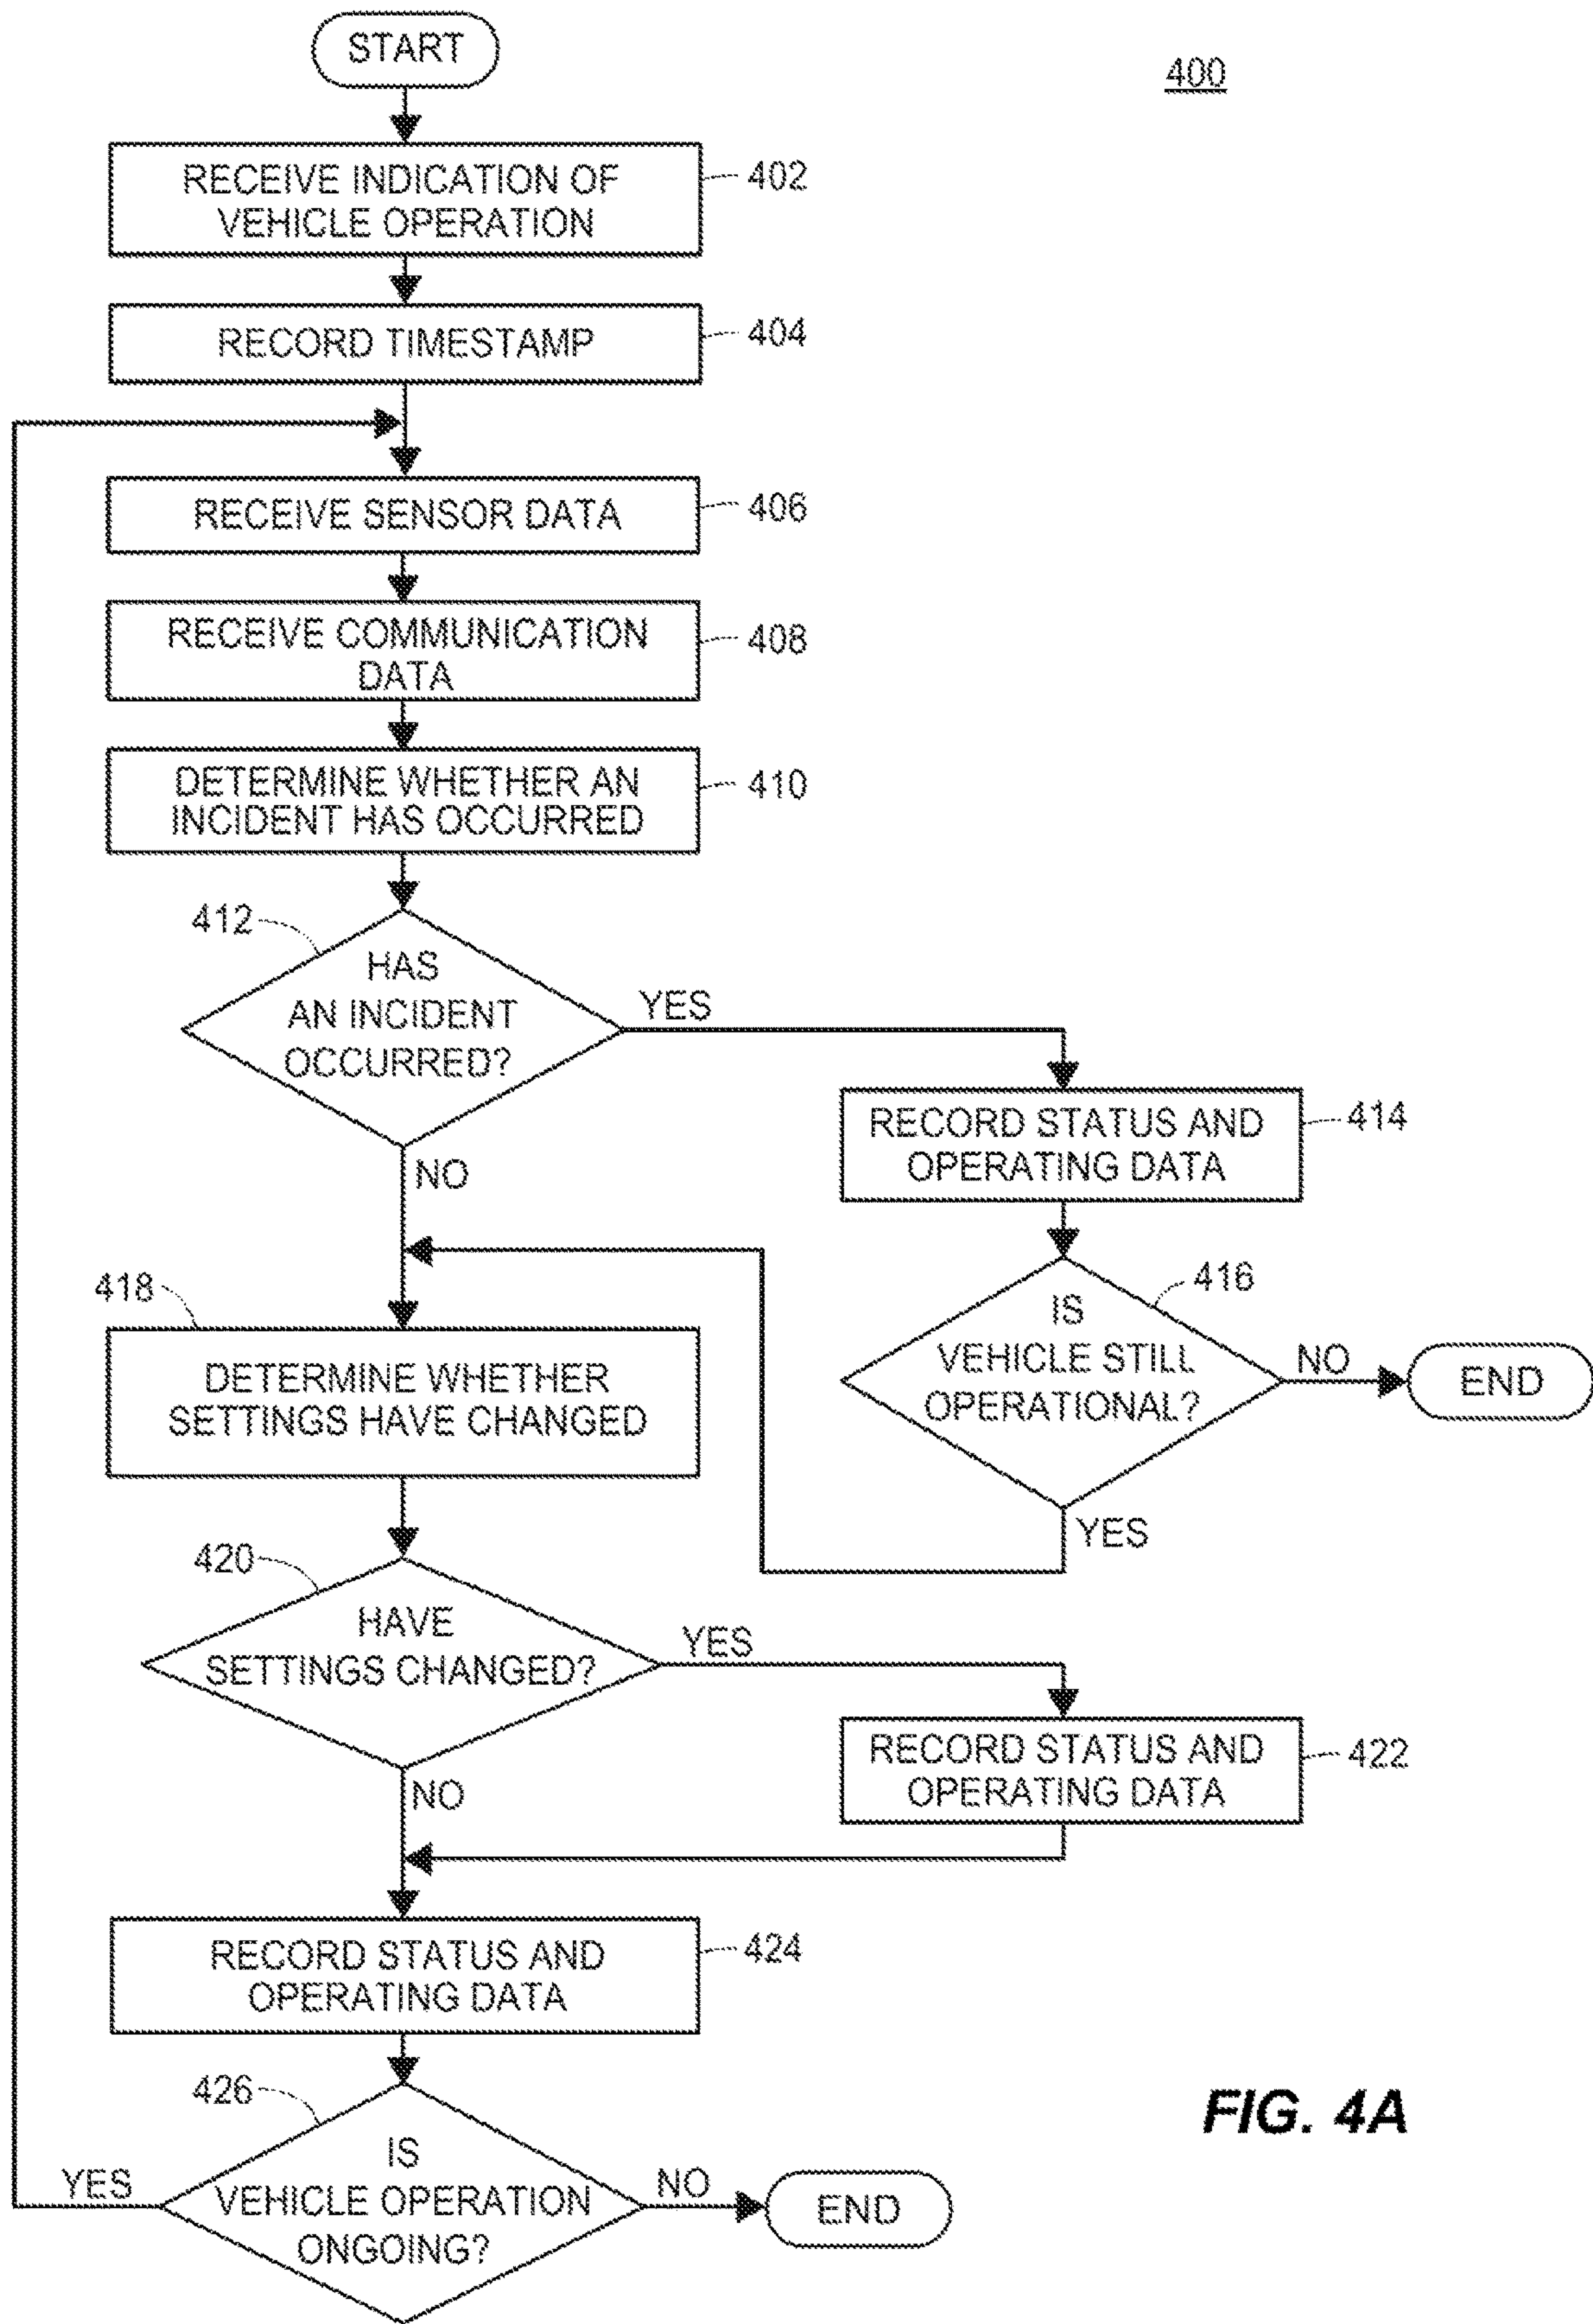 START
400
RECEIVE INDICATION OF
VEHICLE OPERATION
402
RECORD TIMESTAMP
404
RECEIVE SENSOR DATA
406
RECEIVE COMMUNICATION
DATA
408
DETERMINE WHETHER AN
INCIDENT HAS OCCURRED
410
412
HAS
AN INCIDENT
OCCURRED?
YES
NO
RECORD STATUS AND
OPERATING DATA
414
416
IS
VEHICLE STILL
OPERATIONAL?
NO
END
YES
418
DETERMINE WHETHER
SETTINGS HAVE CHANGED
420
HAVE
SETTINGS CHANGED?
YES
NO
RECORD STATUS AND
OPERATING DATA
422
RECORD STATUS AND
OPERATING DATA
424
426
IS
VEHICLE OPERATION
ONGOING?
YES
NO
END
FIG. 4A